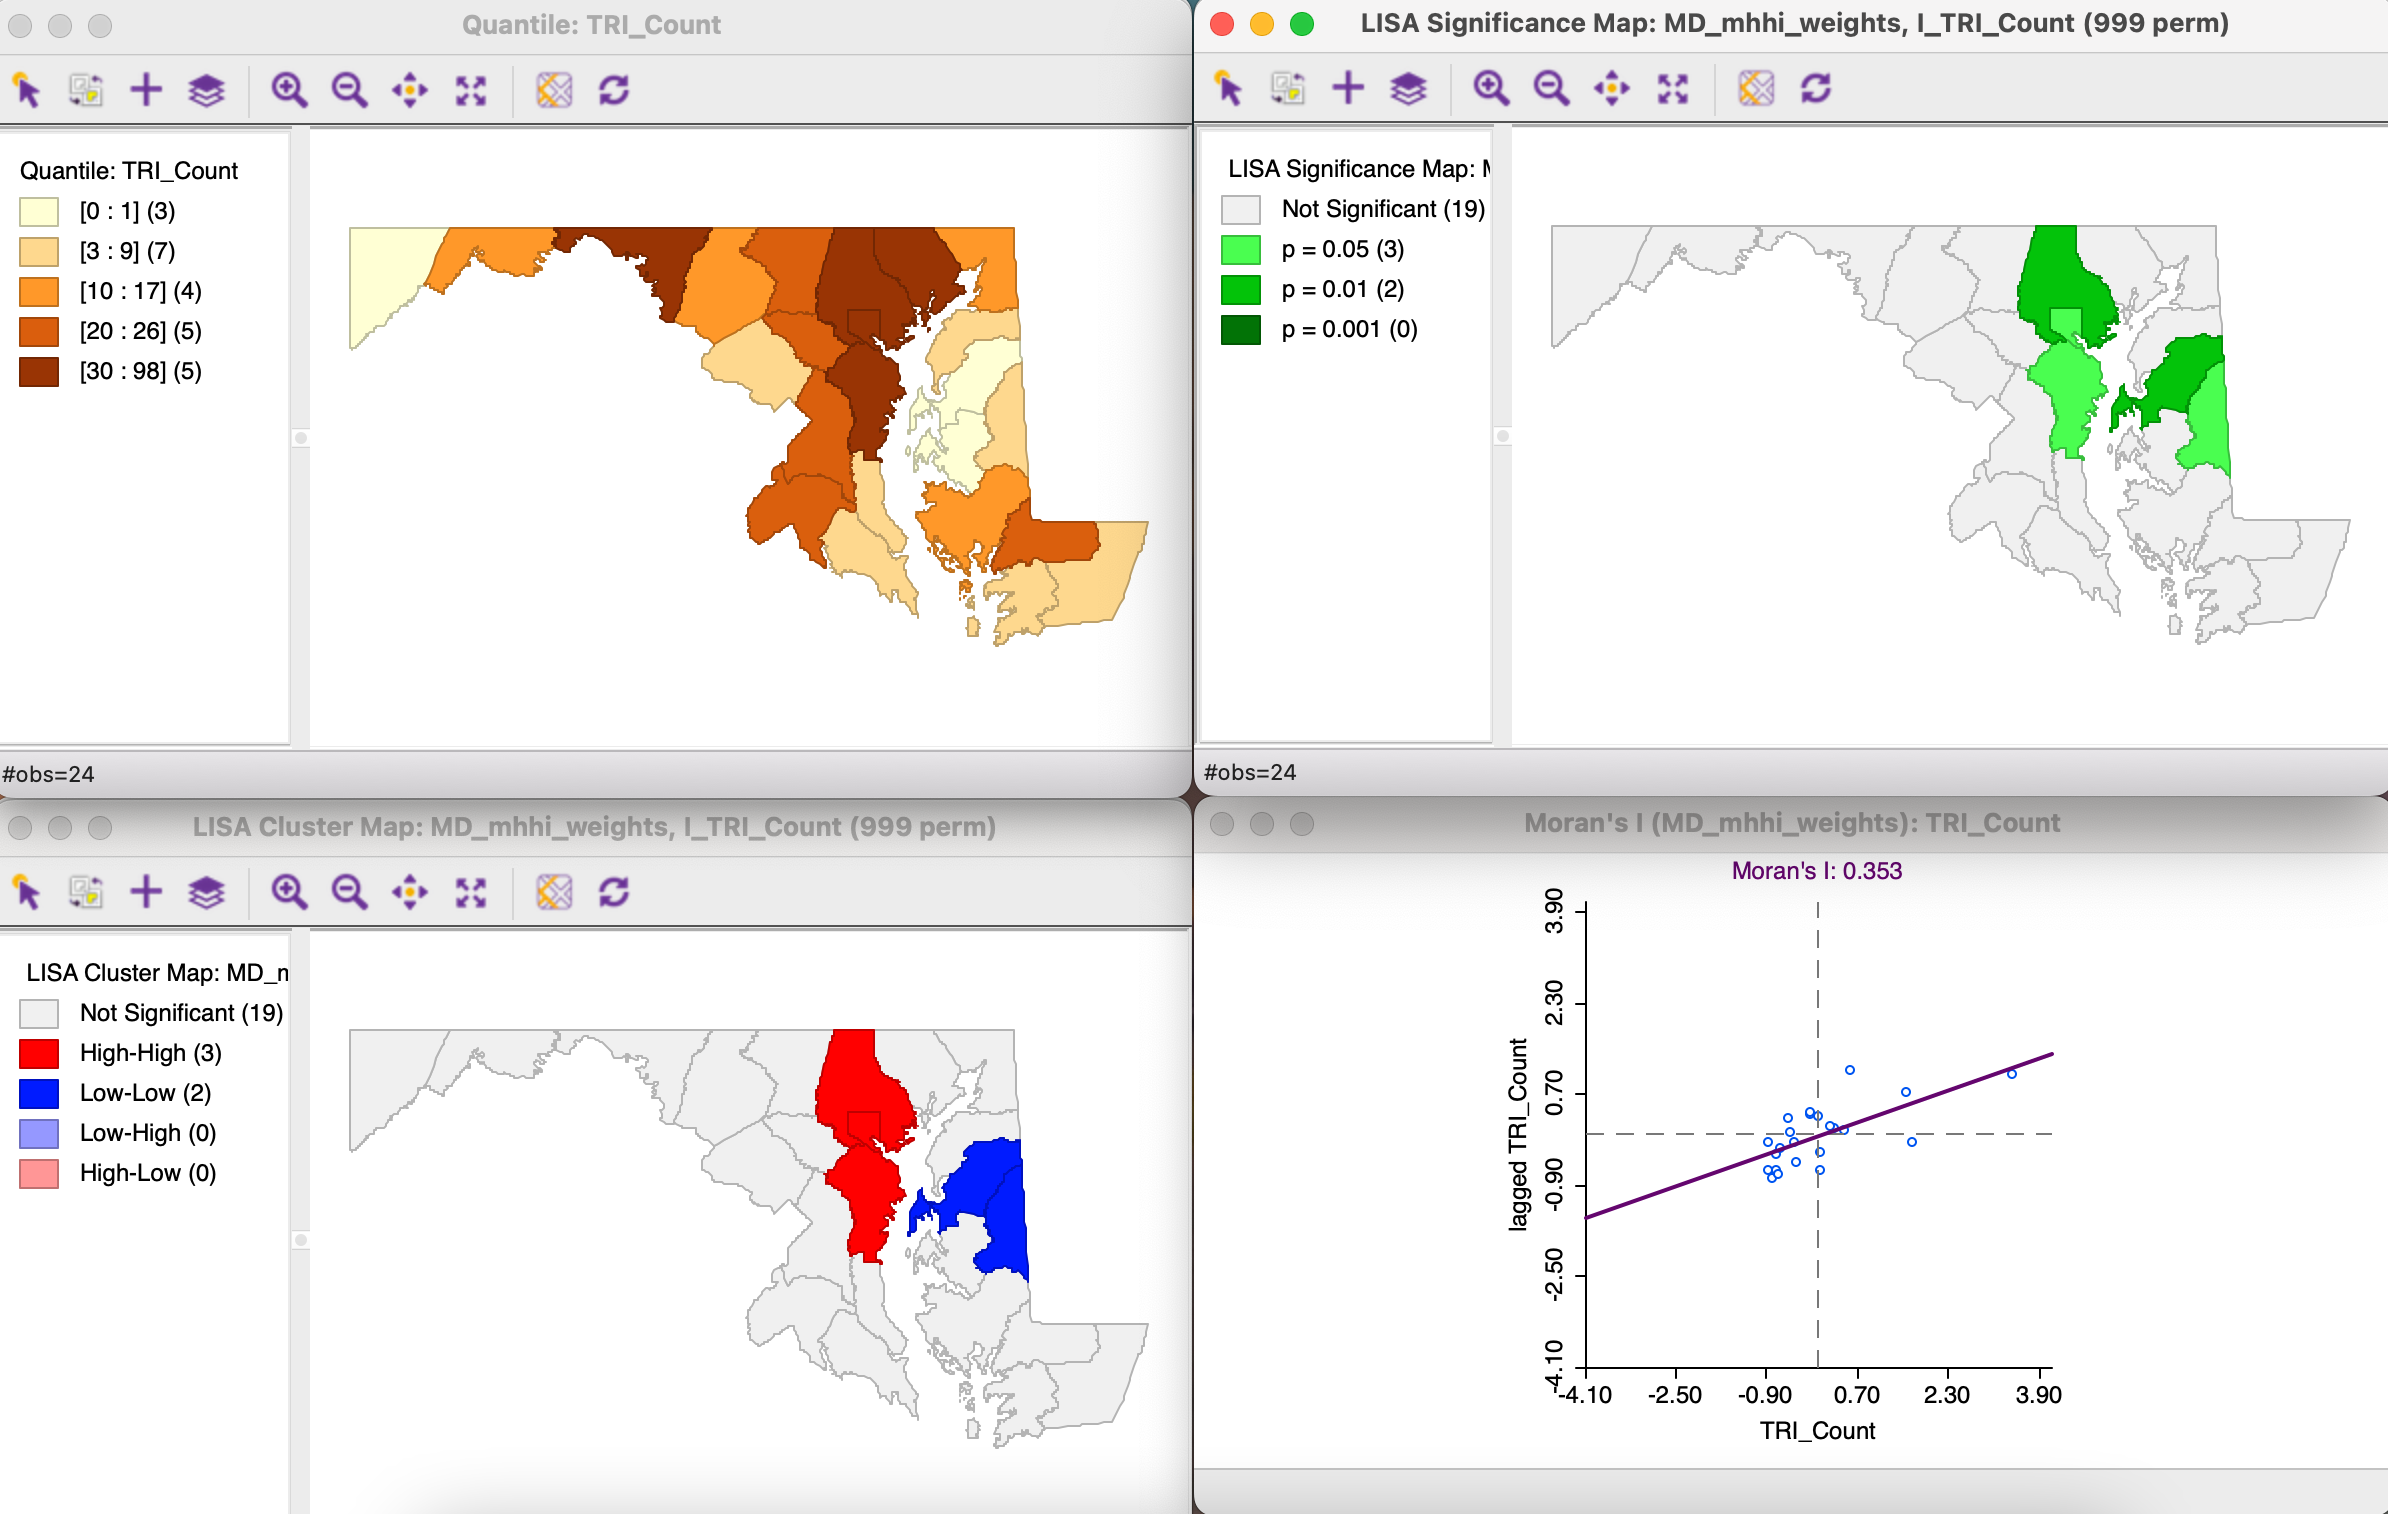 Quantile: TRI_Count
Quantile: TRI_Count
[0 : 1] (3)
[3 : 9] (7)
[10 : 17] (4)
[20 : 26] (5)
[30 : 98] (5)
#obs=24
LISA Significance Map: MD_mhhi_weights, I_TRI_Count (999 perm)
LISA Significance Map: M
Not Significant (19)
p = 0.05 (3)
p = 0.01 (2)
p = 0.001 (0)
#obs=24
LISA Cluster Map: MD_mhhi_weights, I_TRI_Count (999 perm)
LISA Cluster Map: MD_m
Not Significant (19)
High-High (3)
Low-Low (2)
Low-High (0)
High-Low (0)
Moran's I (MD_mhhi_weights): TRI_Count
Moran's I: 0.353
lagged TRI_Count
3.90
2.30
0.70
-0.90
-2.50
-4.10
-4.10 -2.50 -0.90 0.70 2.30 3.90
TRI_Count